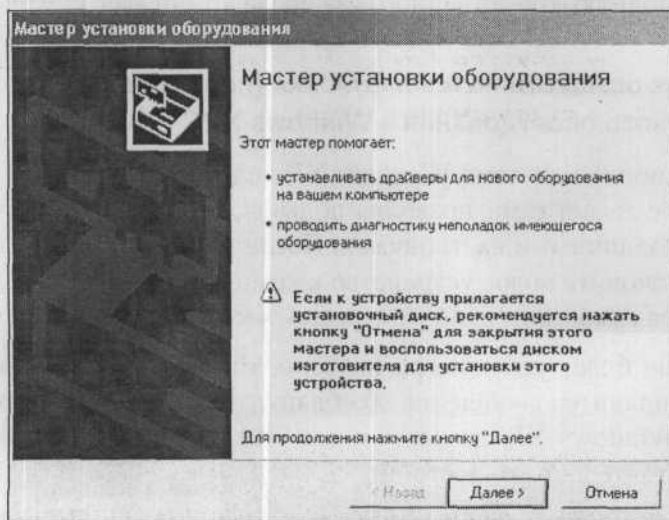 Мастер установки оборудования
Мастер установки оборудования
Этот мастер помогает:
• устанавливать драйверы для нового оборудования
на вашем компьютере
• проводить диагностику неполадок имеющегося
оборудования
Если к устройству прилагается
установочный диск, рекомендуется нажать
кнопку "Отмена" для закрытия этого
мастера и воспользоваться диском
изготовителя для установки этого
устройства.
Для продолжения нажмите кнопку "Далее".
< Назад Далее > Отмена